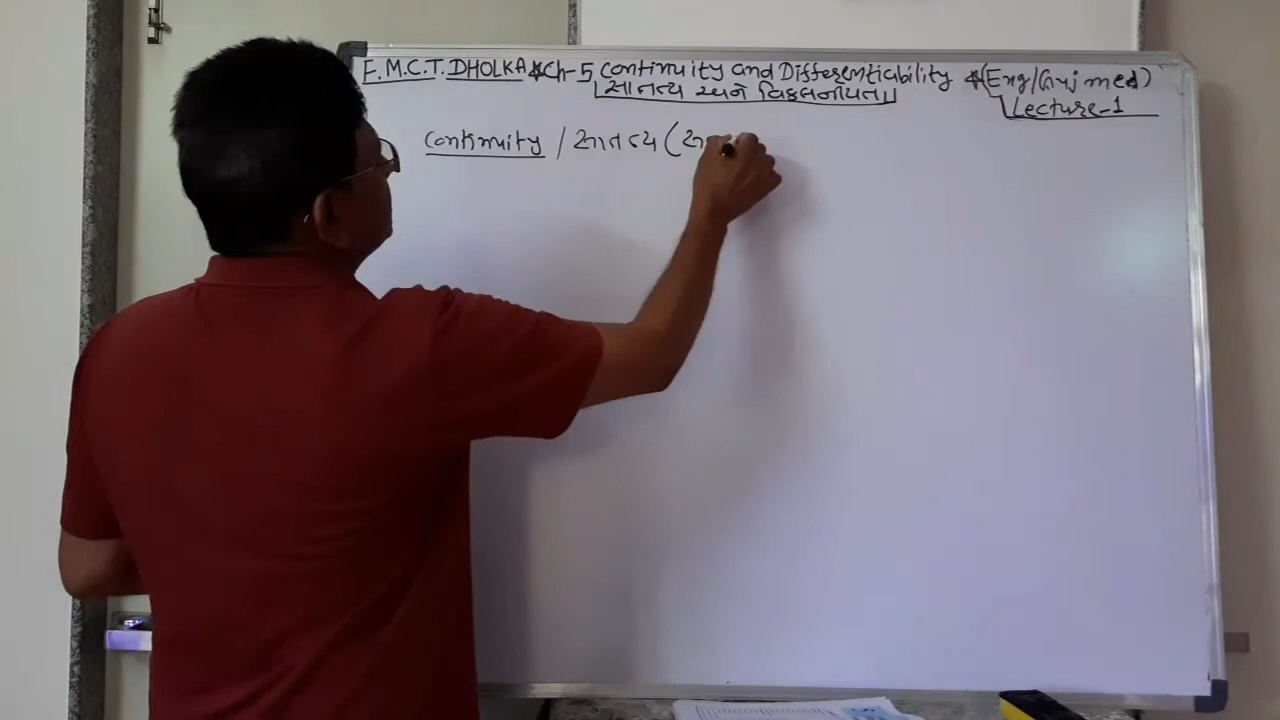 F.M.C.T. DHOLKA * Ch-5 Continuity and Differentiability * (Eng/Guj med)
સાતત્ય અને વિકલનીયતા
Lecture-1
Continuity / સાતત્ય (સા